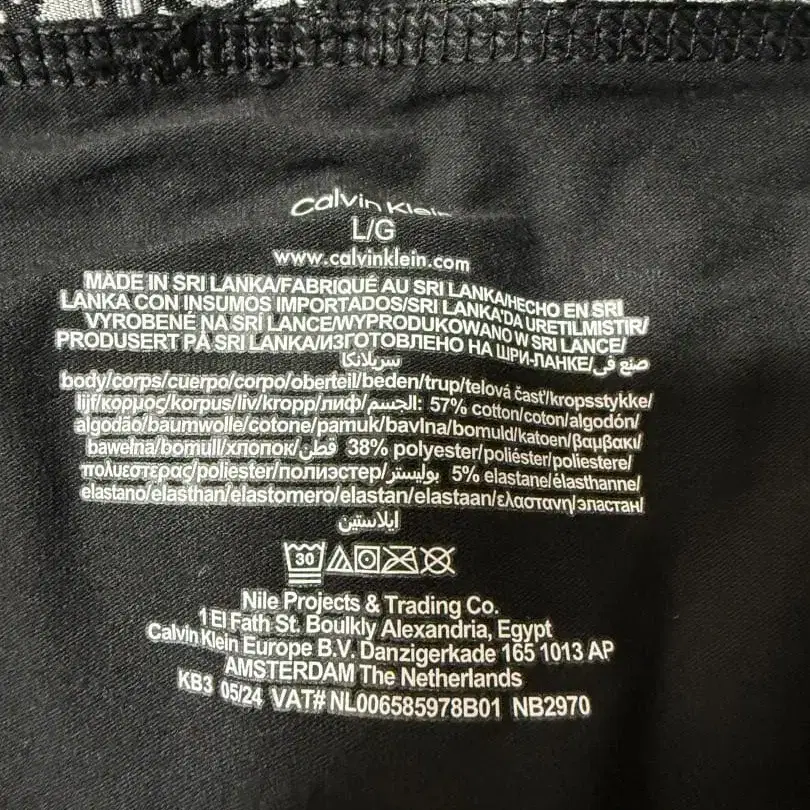 Calvin Klein
L/G
www.calvinklein.com
MADE IN SRI LANKA/FABRIQUÉ AU SRI LANKA/HECHO EN SRI
LANKA CON INSUMOS IMPORTADOS/SRI LANKA'DA URETILMISTIR/
VYROBENÉ NA SRÍ LANCE/WYPRODUKOWANO W SRI LANCE/
PRODUSERT PÅ SRI LANKA/ИЗГОТОВЛЕНО НА ШРИ-ЛАНКЕ/صنع في
سريلانكا
body/corps/cuerpo/corpo/oberteil/beden/trup/telová časť/kropsstykke/
lijf/κορμος/korpus/liv/kropp/лиф/الجسم: 57% cotton/coton/algodón/
algodão/baumwolle/cotone/pamuk/bavlna/bomuld/katoen/βαμβακι/
bawełna/bomull/хлопок/قطن 38% polyester/poliéster/poliestere/
πολυεστερας/poliester/полиэстер/بوليستر 5% elastane/élasthanne/
elastano/elasthan/elastomero/elastan/elastaan/ελαστανη/эластан/
ايلاستين
30
Nile Projects & Trading Co.
1 El Fath St. Boulkly Alexandria, Egypt
Calvin Klein Europe B.V. Danzigerkade 165 1013 AP
AMSTERDAM The Netherlands
KB3 05/24 VAT# NL006585978B01 NB2970